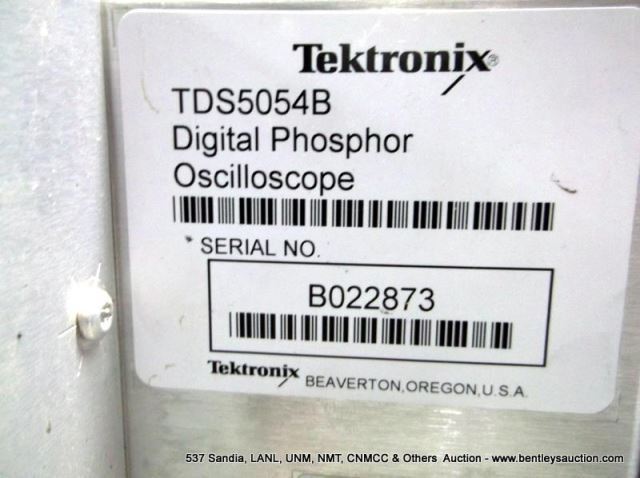 Tektronix®
TDS5054B
Digital Phosphor
Oscilloscope
SERIAL NO.
B022873
Tektronix BEAVERTON, OREGON, U.S.A.
537 Sandia, LANL, UNM, NMT, CNMCC & Others Auction - www.bentleysauction.com